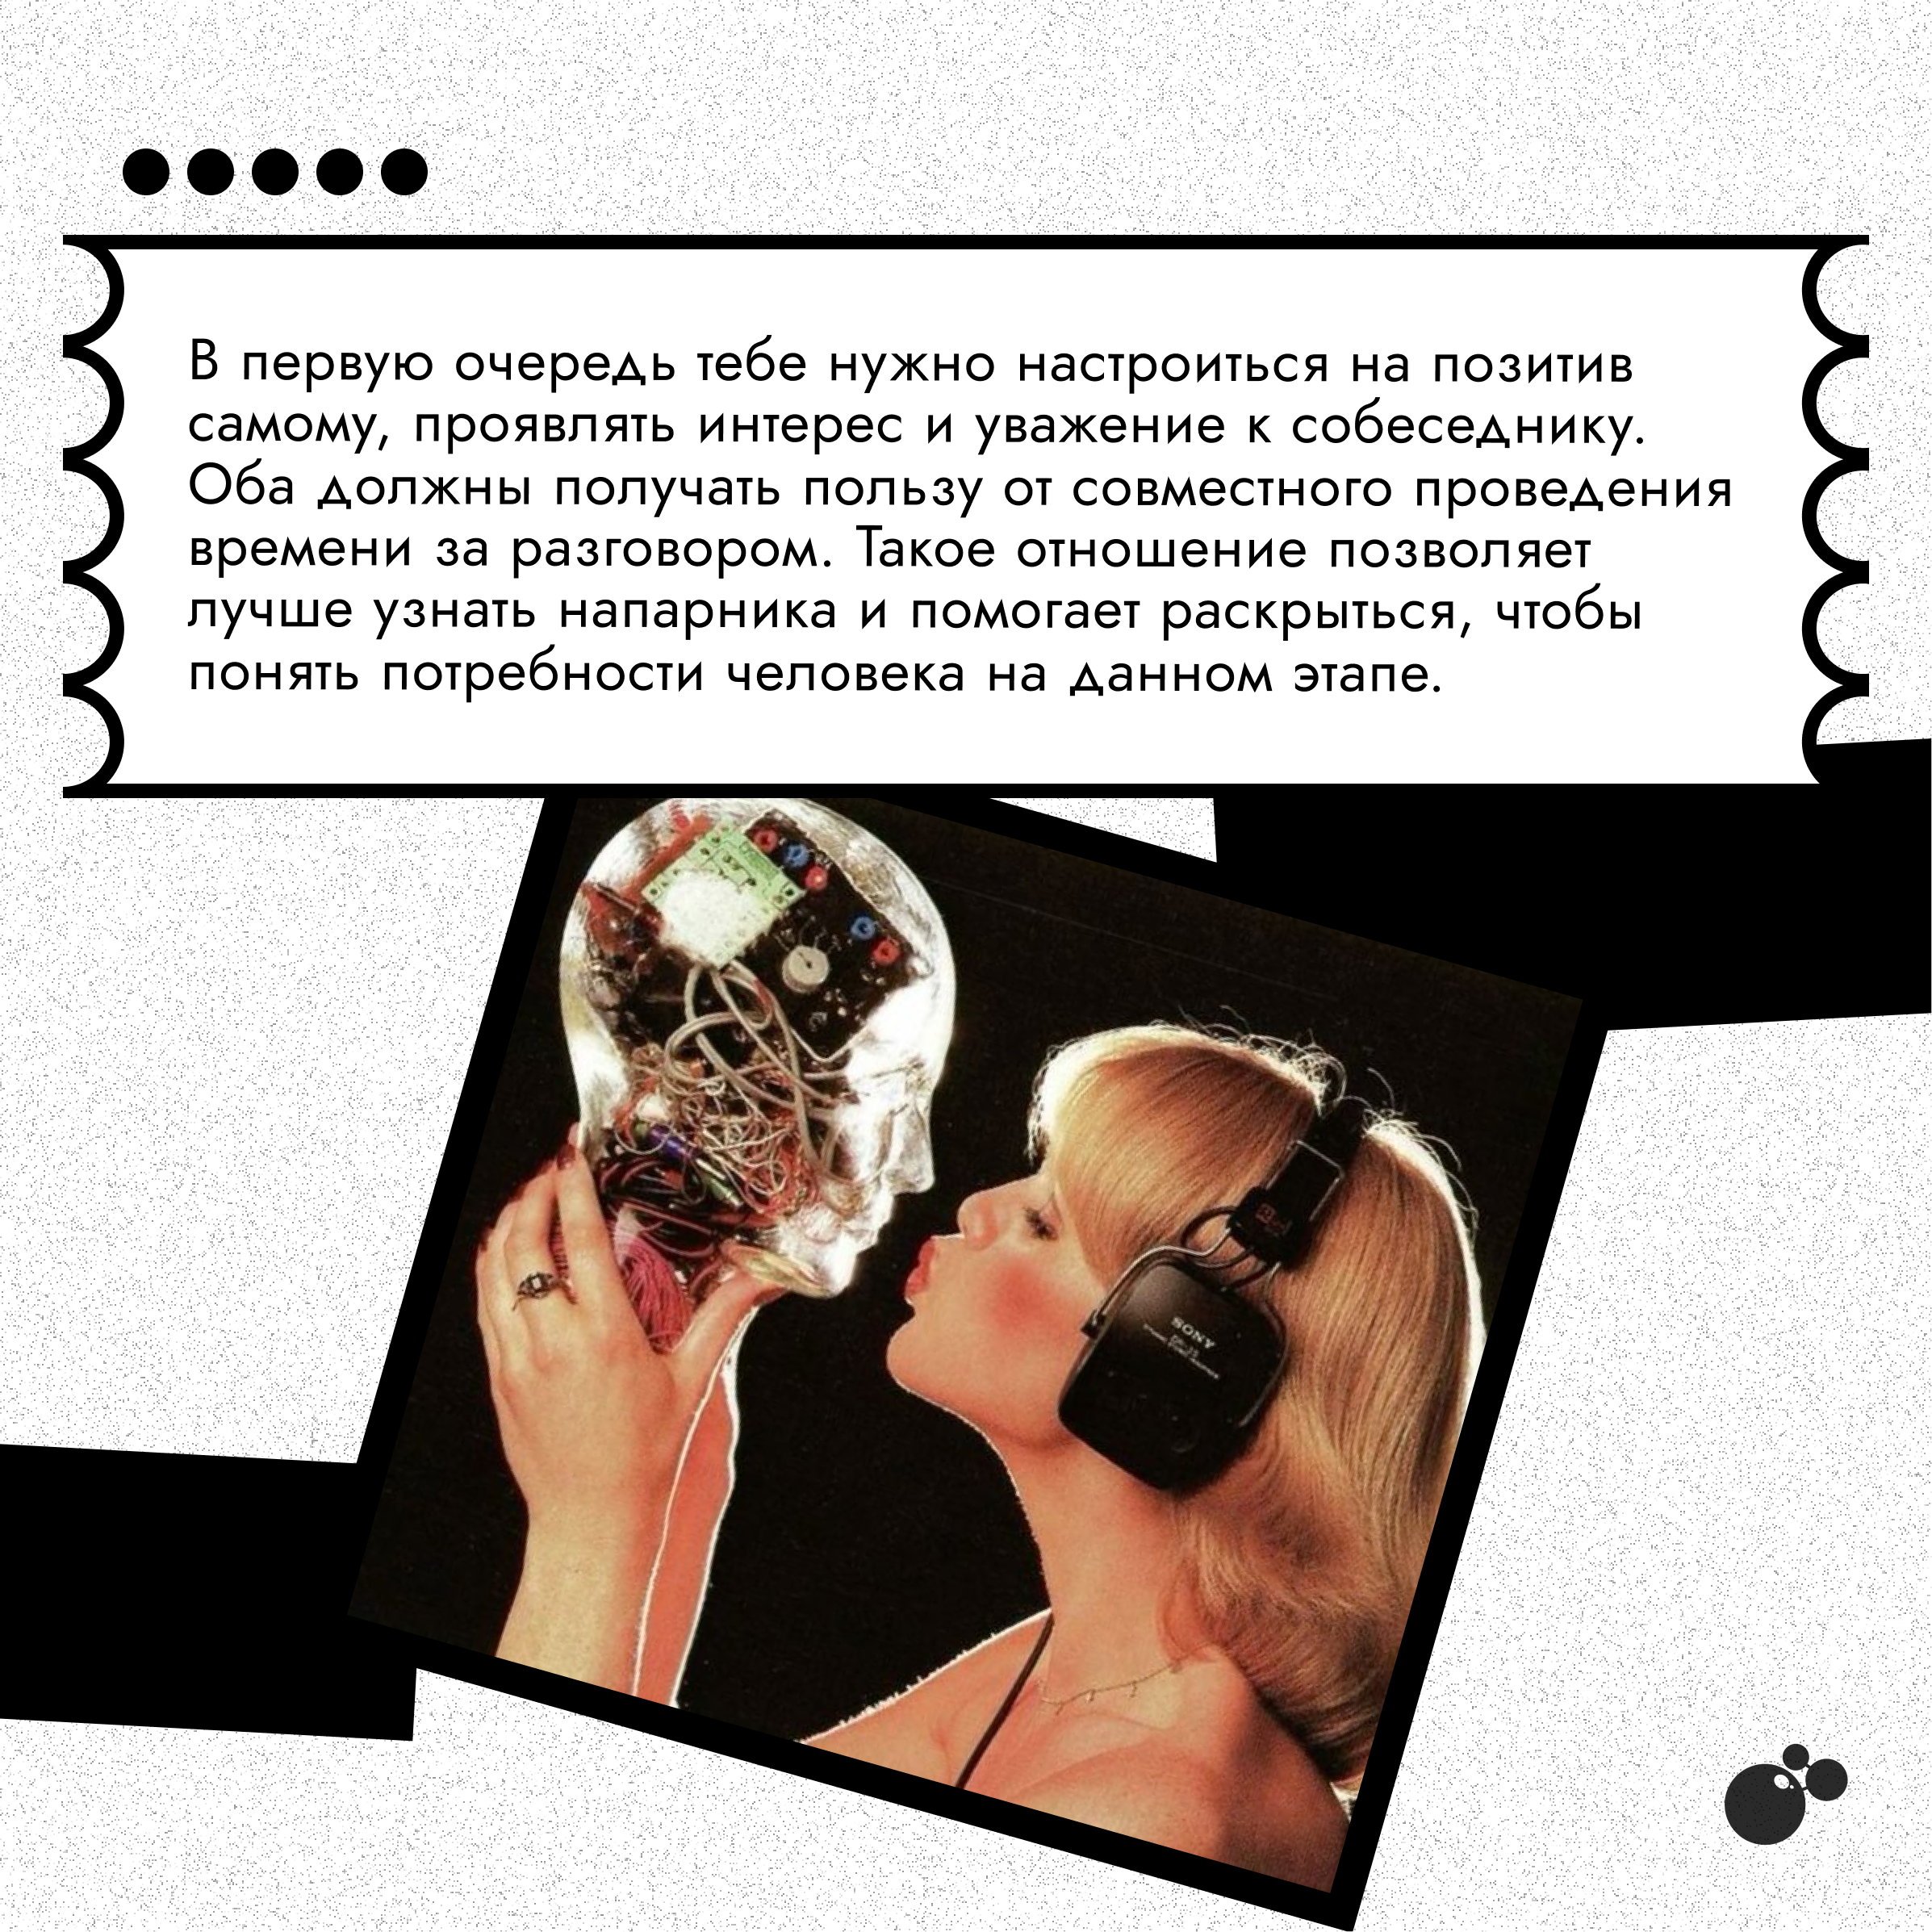 В первую очередь тебе нужно настроиться на позитив
самому, проявлять интерес и уважение к собеседнику.
Оба должны получать пользу от совместного проведения
времени за разговором. Такое отношение позволяет
лучше узнать напарника и помогает раскрыться, чтобы
понять потребности человека на данном этапе.
SONY